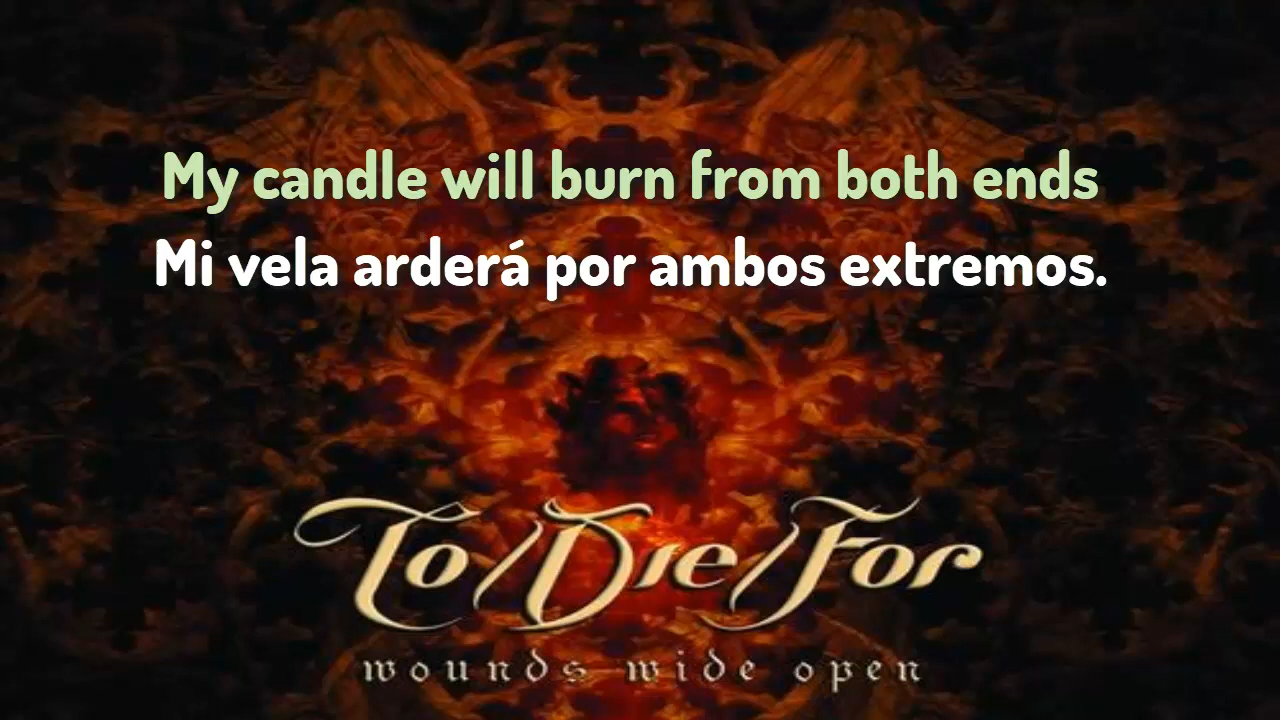 My candle will burn from both ends
Mi vela arderá por ambos extremos.
To/Die/For
wounds wide open